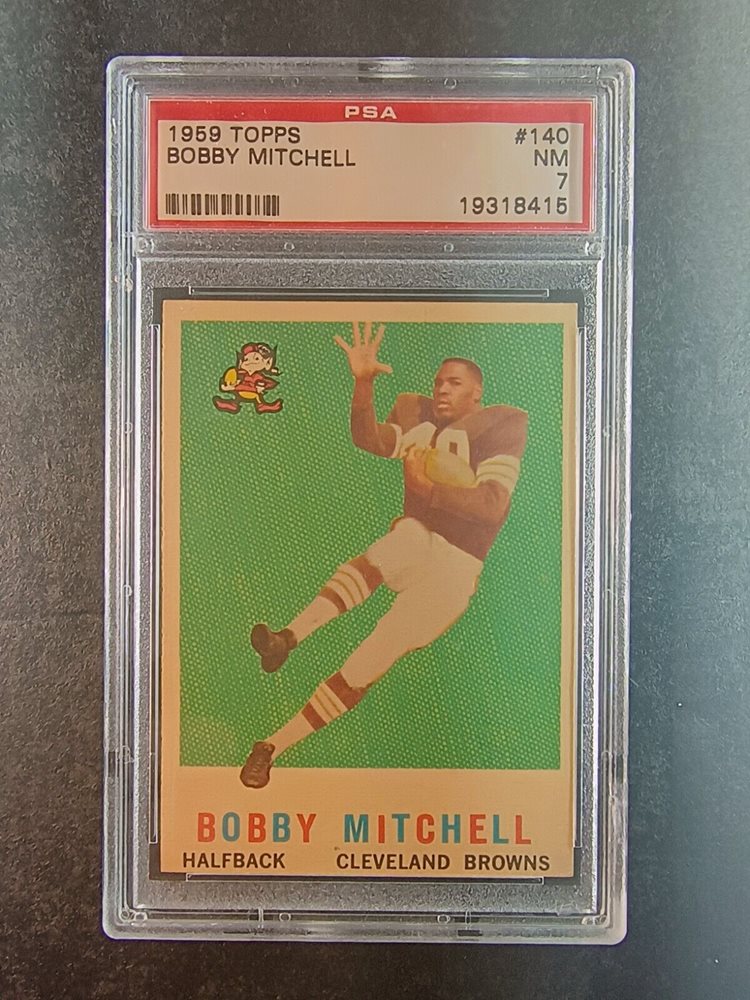 PSA
1959 TOPPS #140
BOBBY MITCHELL NM
7
19318415
BOBBY MITCHELL
HALFBACK CLEVELAND BROWNS